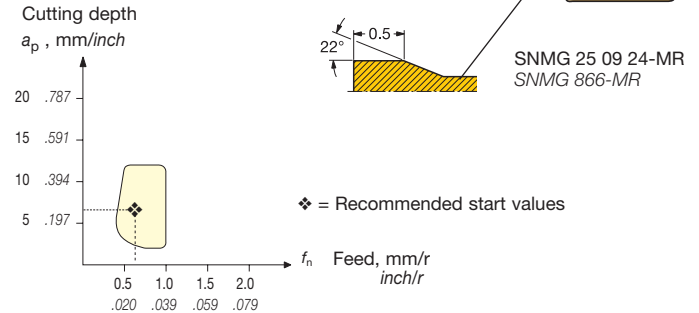 Cutting depth
ap , mm/inch
20 .787
15 .591
10 .394
5 .197
0.5 1.0 1.5 2.0
.020 .039 .059 .079
fn Feed, mm/r
inch/r
❖ = Recommended start values
22°
0.5
SNMG 25 09 24-MR
SNMG 866-MR